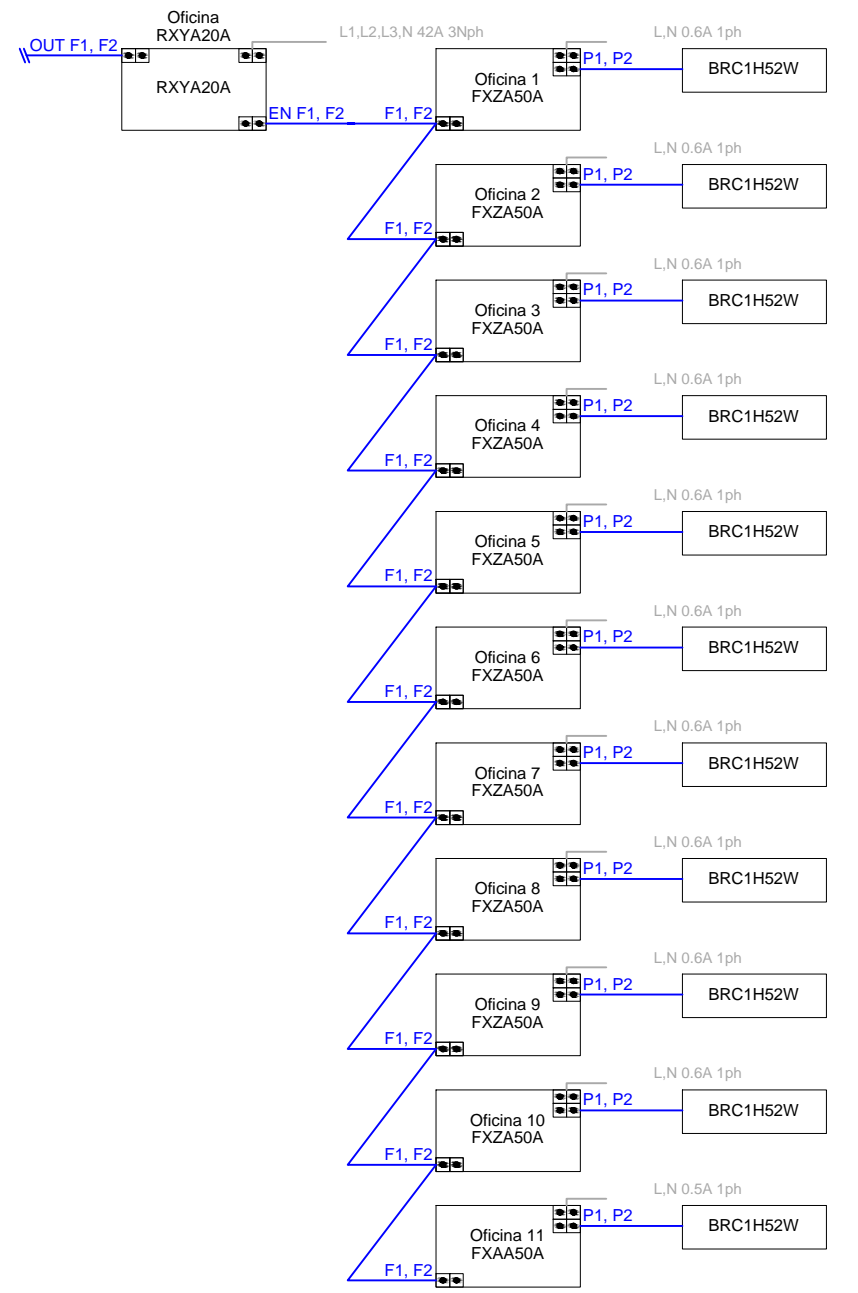 Oficina
RXYA20A
OUT F1, F2
RXYA20A
L1,L2,L3,N 42A 3Nph
EN F1, F2
F1, F2
Oficina 1
FXZA50A
L,N 0.6A 1ph
P1, P2
BRC1H52W
F1, F2
Oficina 2
FXZA50A
L,N 0.6A 1ph
P1, P2
BRC1H52W
F1, F2
Oficina 3
FXZA50A
L,N 0.6A 1ph
P1, P2
BRC1H52W
F1, F2
Oficina 4
FXZA50A
L,N 0.6A 1ph
P1, P2
BRC1H52W
F1, F2
Oficina 5
FXZA50A
L,N 0.6A 1ph
P1, P2
BRC1H52W
F1, F2
Oficina 6
FXZA50A
L,N 0.6A 1ph
P1, P2
BRC1H52W
F1, F2
Oficina 7
FXZA50A
L,N 0.6A 1ph
P1, P2
BRC1H52W
F1, F2
Oficina 8
FXZA50A
L,N 0.6A 1ph
P1, P2
BRC1H52W
F1, F2
Oficina 9
FXZA50A
L,N 0.6A 1ph
P1, P2
BRC1H52W
F1, F2
Oficina 10
FXZA50A
L,N 0.6A 1ph
P1, P2
BRC1H52W
F1, F2
Oficina 11
FXAA50A
L,N 0.5A 1ph
P1, P2
BRC1H52W